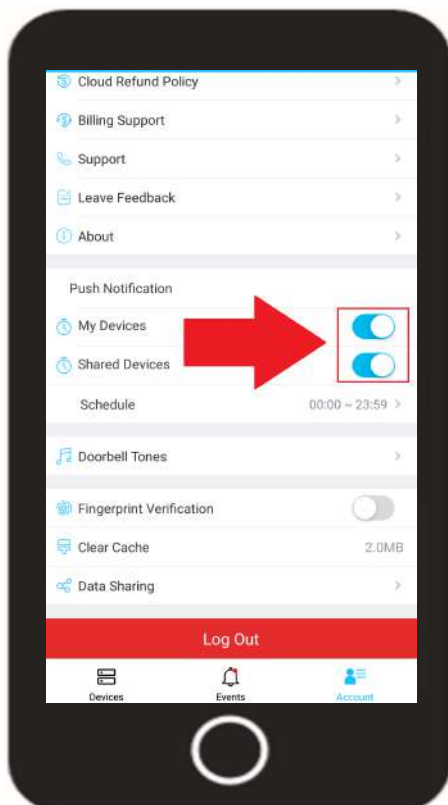 Cloud Refund Policy
Billing Support
Support
Leave Feedback
About
Push Notification
My Devices
Shared Devices
Schedule 00:00 ~ 23:59
Doorbell Tones
Fingerprint Verification
Clear Cache 2.0MB
Data Sharing
Log Out
Devices Events Account